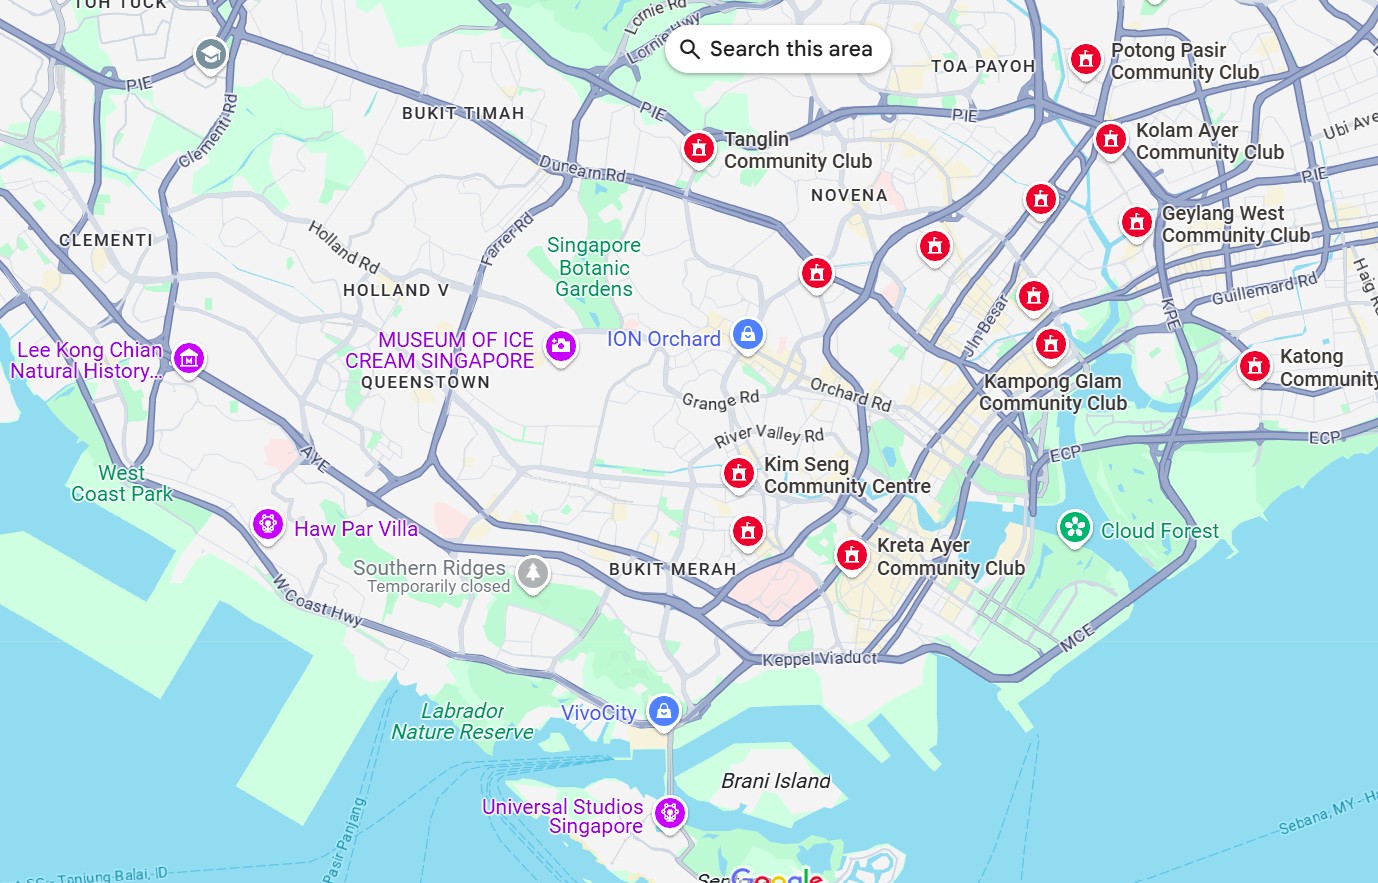 TOH TUCK
Lornie Rd
Lornie Hwy
Search this area
TOA PAYOH
Potong Pasir
Community Club
PIE
PIE
PIE
BUKIT TIMAH
Clementi Rd
Tanglin
Community Club
Kolam Ayer
Community Club
Ubi Ave
Dunearn Rd
PIE
NOVENA
Geylang West
Community Club
CLEMENTI
Holland Rd
Farrer Rd
Singapore
Botanic
Gardens
HOLLAND V
Guillemard Rd
Haig R
KPE
Jln Besar
Lee Kong Chian
Natural History...
MUSEUM OF ICE
CREAM SINGAPORE
ION Orchard
QUEENSTOWN
Kampong Glam
Community Club
Katong
Community
Orchard Rd
Grange Rd
River Valley Rd
ECP
ECP
AYE
Kim Seng
Community Centre
West
Coast Park
Haw Par Villa
Cloud Forest
Southern Ridges
Temporarily closed
BUKIT MERAH
Kreta Ayer
Community Club
W Coast Hwy
MCE
Keppel Viaduct
VivoCity
Labrador
Nature Reserve
Brani Island
Universal Studios
Singapore
Pasir Panjang
Sebana, MY - Ha
Tanjung Balai, ID
Google